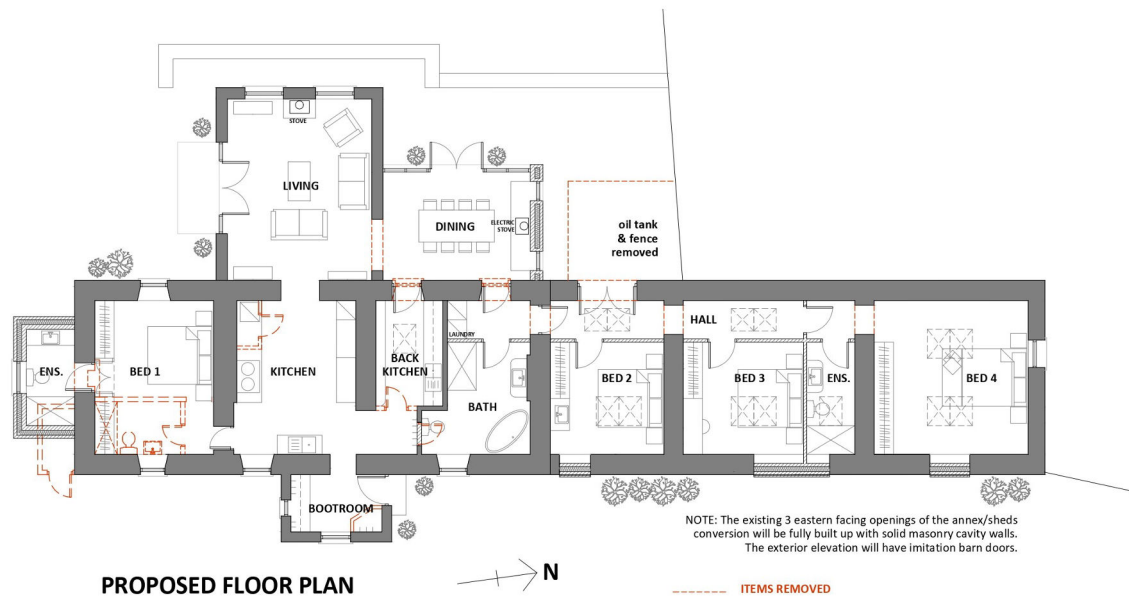 STOVE
LIVING
DINING
ELECTRIC
STOVE
oil tank
& fence
removed
HALL
LAUNDRY
ENS.
BED 1
KITCHEN
BACK
KITCHEN
BATH
BED 2
BED 3
ENS.
BED 4
BOOTROOM
NOTE: The existing 3 eastern facing openings of the annex/sheds
conversion will be fully built up with solid masonry cavity walls.
The exterior elevation will have imitation barn doors.
PROPOSED FLOOR PLAN
N
ITEMS REMOVED